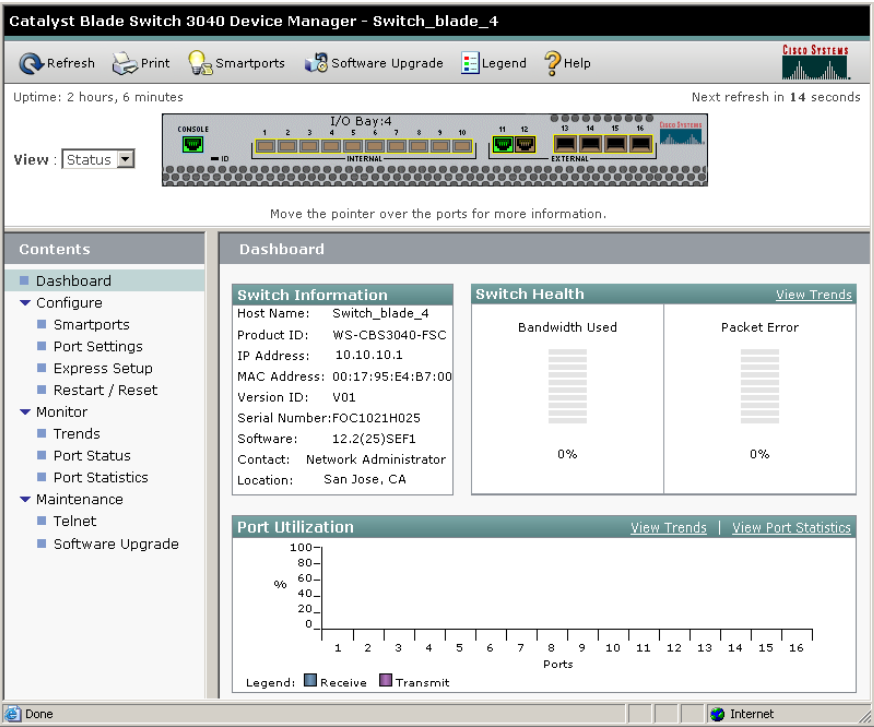 Catalyst Blade Switch 3040 Device Manager - Switch_blade_4
Refresh Print Smartports Software Upgrade Legend Help
CISCO SYSTEMS
Uptime: 2 hours, 6 minutes
Next refresh in 14 seconds
View : Status
I/O Bay:4
CONSOLE
1 2 3 4 5 6 7 8 9 10 11 12 13 14 15 16
CISCO SYSTEMS
ID
INTERNAL
EXTERNAL
Move the pointer over the ports for more information.
Contents
Dashboard
Configure
Smartports
Port Settings
Express Setup
Restart / Reset
Monitor
Trends
Port Status
Port Statistics
Maintenance
Telnet
Software Upgrade
Dashboard
Switch Information
Host Name: Switch_blade_4
Product ID: WS-CBS3040-FSC
IP Address: 10.10.10.1
MAC Address: 00:17:95:E4:B7:00
Version ID: V01
Serial Number:FOC1021H025
Software: 12.2(25)SEF1
Contact: Network Administrator
Location: San Jose, CA
Switch Health
View Trends
Bandwidth Used
0%
Packet Error
0%
Port Utilization
View Trends | View Port Statistics
100
80
% 60
40
20
0
1 2 3 4 5 6 7 8 9 10 11 12 13 14 15 16
Ports
Legend: Receive Transmit
Done
Internet